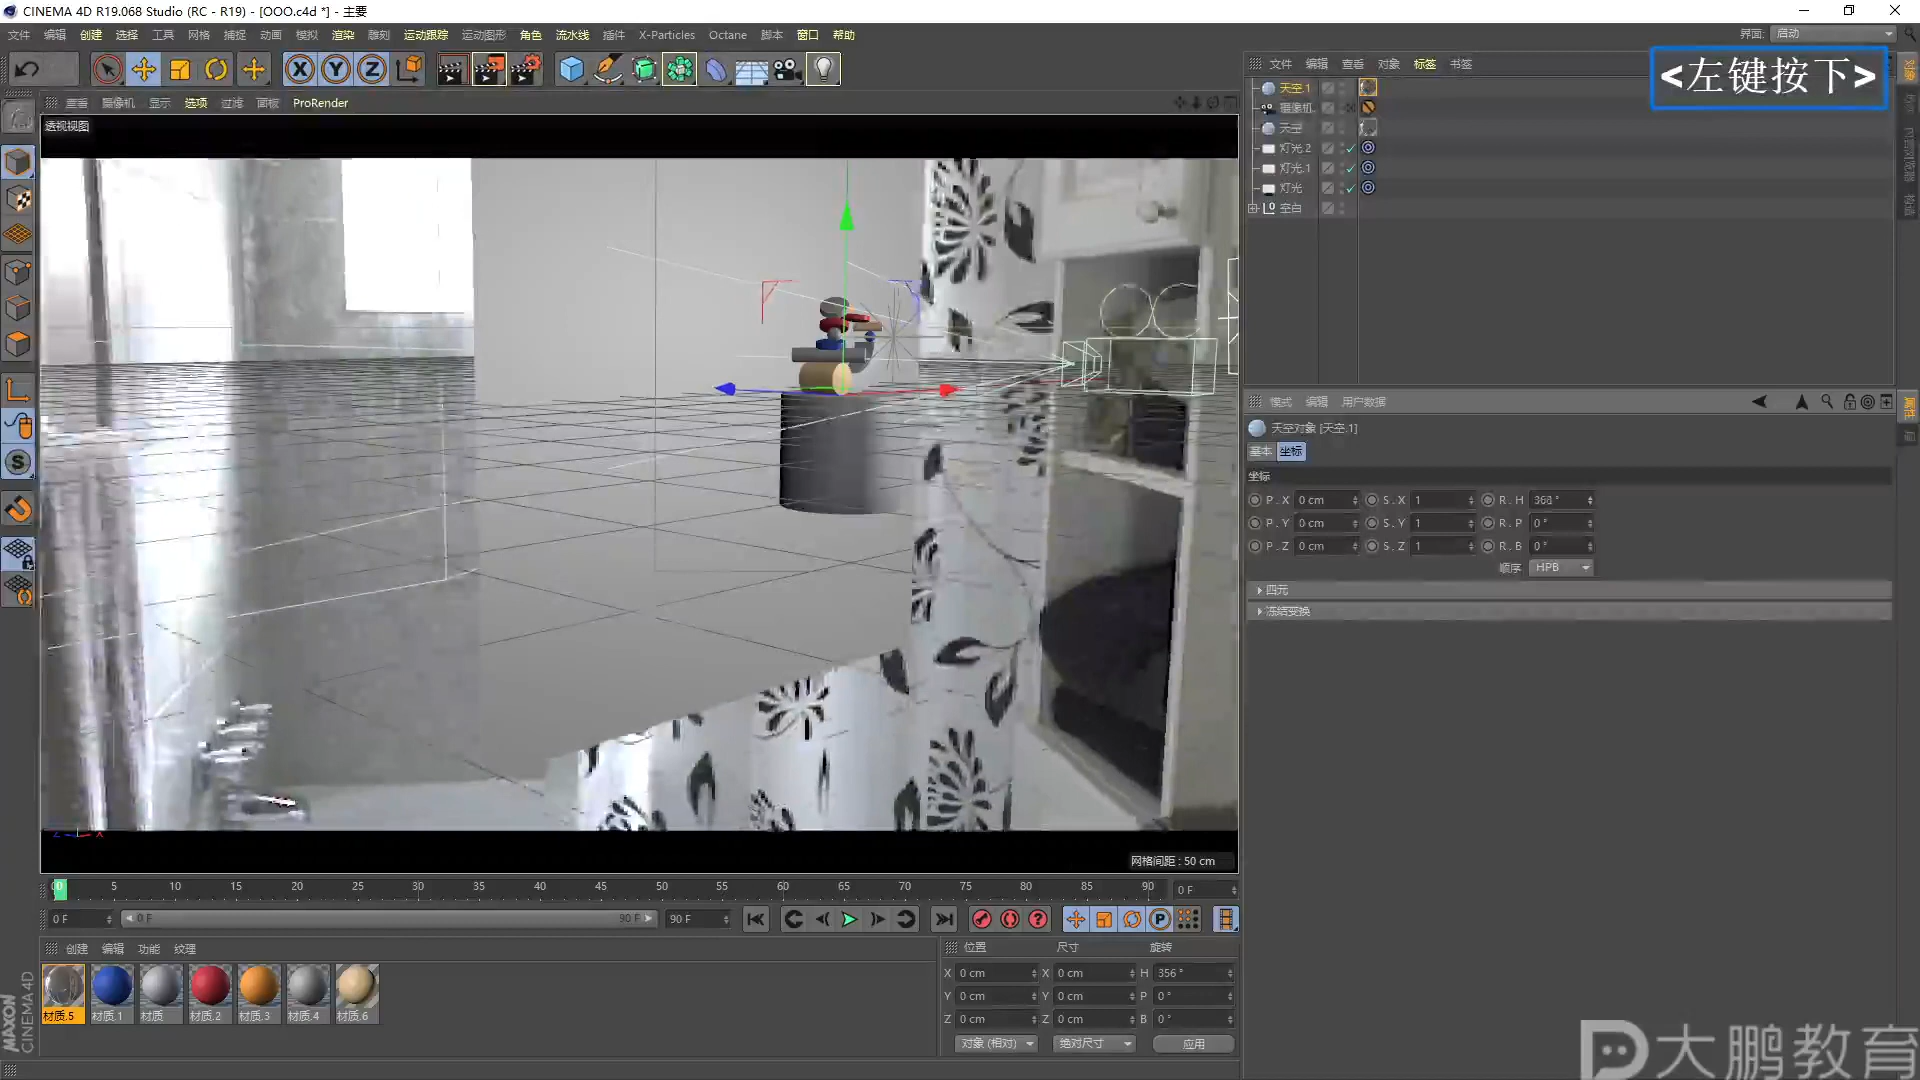 CINEMA 4D R19.068 Studio (RC - R19) - [OOO.c4d *] - 主要
文件 编辑 创建 选择 工具 网格 捕捉 动画 模拟 渲染 雕刻 运动跟踪 运动图形 角色 流水线 插件 X-Particles Octane 脚本 窗口 帮助
界面: 启动
<左键按下>
文件 编辑 查看 对象 标签 书签
查看 摄像机 显示 选项 过滤 面板 ProRender
透视视图
天空.1
摄像机
天空
灯光.2
灯光.1
灯光
空白
模式 编辑 用户数据
天空对象 [天空.1]
基本 坐标
坐标
P . X 0 cm S . X 1 R . H 368 °
P . Y 0 cm S . Y 1 R . P 0 °
P . Z 0 cm S . Z 1 R . B 0 °
顺序 HPB
四元
冻结变换
网格间距 : 50 cm
0 5 10 15 20 25 30 35 40 45 50 55 60 65 70 75 80 85 90 0 F
0 F 0 F 90 F 90 F
创建 编辑 功能 纹理
材质.5 材质.1 材质 材质.2 材质.3 材质.4 材质.6
位置 尺寸 旋转
X 0 cm X 0 cm H 356 °
Y 0 cm Y 0 cm P 0 °
Z 0 cm Z 0 cm B 0 °
对象 (相对) 绝对尺寸 应用
MAXON CINEMA 4D
大鹏教育